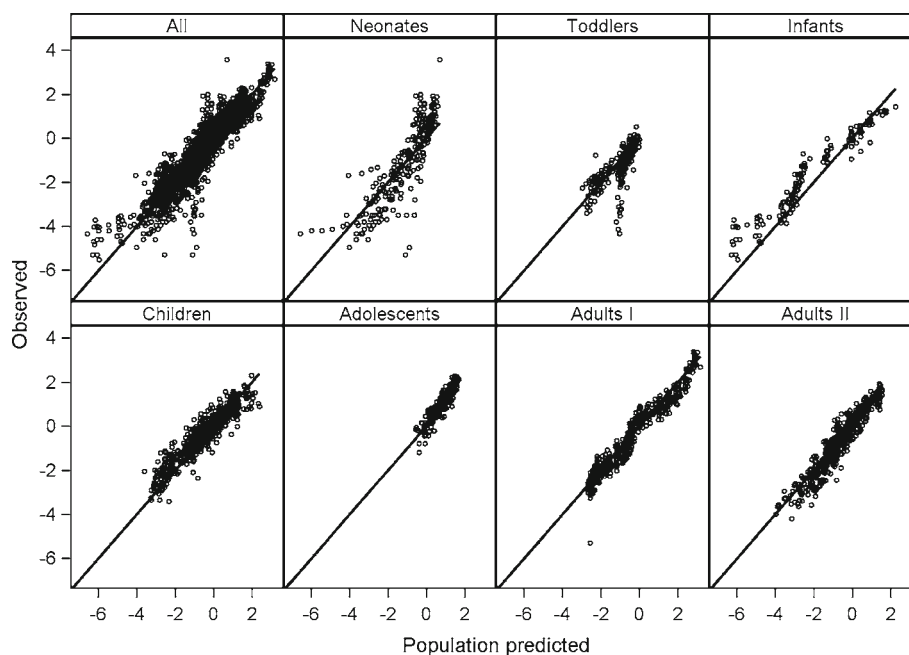 All Neonates Toddlers Infants
4
2
0
-2
-4
-6
Observed
Children Adolescents Adults I Adults II
4
2
0
-2
-4
-6
-6 -4 -2 0 2 -6 -4 -2 0 2 -6 -4 -2 0 2 -6 -4 -2 0 2
Population predicted